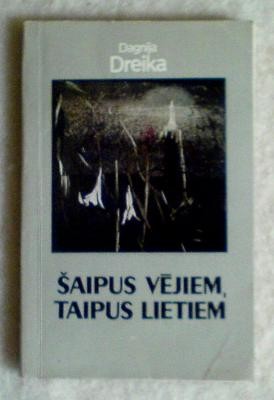 Dagnija
Dreika
ŠAIPUS VĒJIEM,
TAIPUS LIETIEM